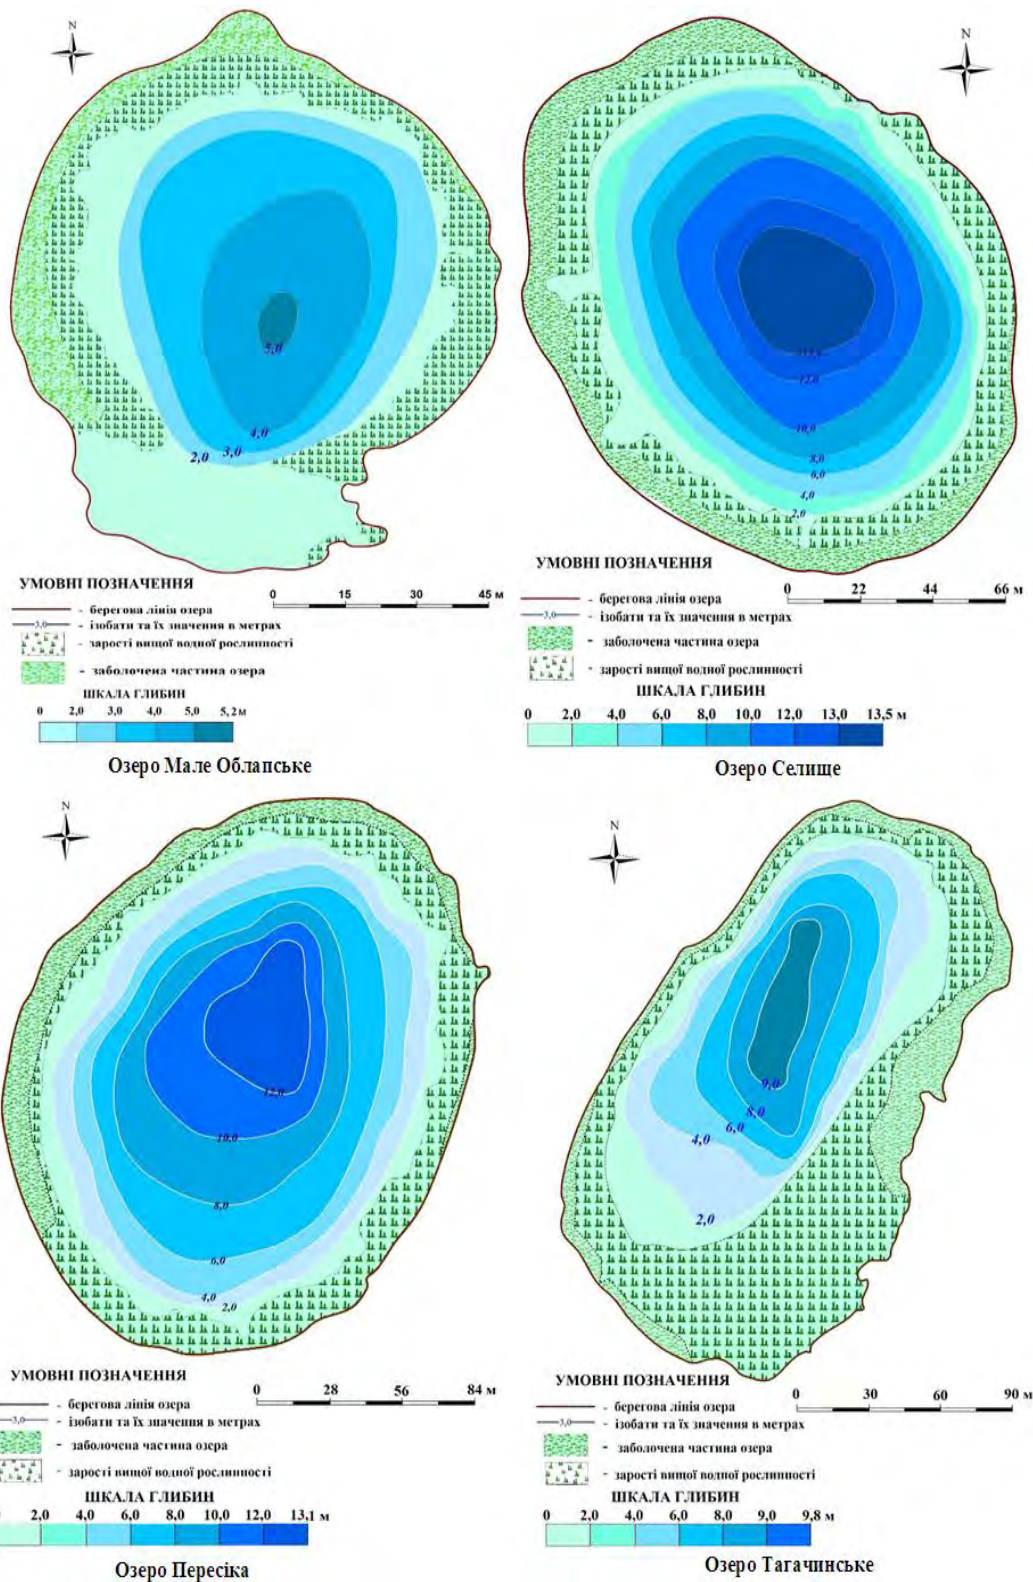 N
5,0
4,0
3,0
2,0
УМОВНІ ПОЗНАЧЕННЯ
0 15 30 45 м
- берегова лінія озера
3,0 - ізобати та їх значення в метрах
- зарості вищої водної рослинності
- заболочена частина озера
ШКАЛА ГЛИБИН
0 2,0 3,0 4,0 5,0 5,2м
Озеро Мале Облапське
N
12,0
10,0
8,0
6,0
4,0
2,0
УМОВНІ ПОЗНАЧЕННЯ
0 22 44 66 м
- берегова лінія озера
3,0 - ізобати та їх значення в метрах
- заболочена частина озера
- зарості вищої водної рослинності
ШКАЛА ГЛИБИН
0 2,0 4,0 6,0 8,0 10,0 12,0 13,0 13,5 м
Озеро Селище
N
12,0
10,0
8,0
6,0
4,0
2,0
УМОВНІ ПОЗНАЧЕННЯ
0 28 56 84 м
- берегова лінія озера
3,0 - ізобати та їх значення в метрах
- заболочена частина озера
- зарості вищої водної рослинності
ШКАЛА ГЛИБИН
2,0 4,0 6,0 8,0 10,0 12,0 13,1 м
Озеро Пересіка
N
9,0
8,0
6,0
4,0
2,0
УМОВНІ ПОЗНАЧЕННЯ
0 30 60 90 м
- берегова лінія озера
3,0 - ізобати та їх значення в метрах
- заболочена частина озера
- зарості вищої водної рослинності
ШКАЛА ГЛИБИН
0 2,0 4,0 6,0 8,0 9,0 9,8 м
Озеро Тагачинське